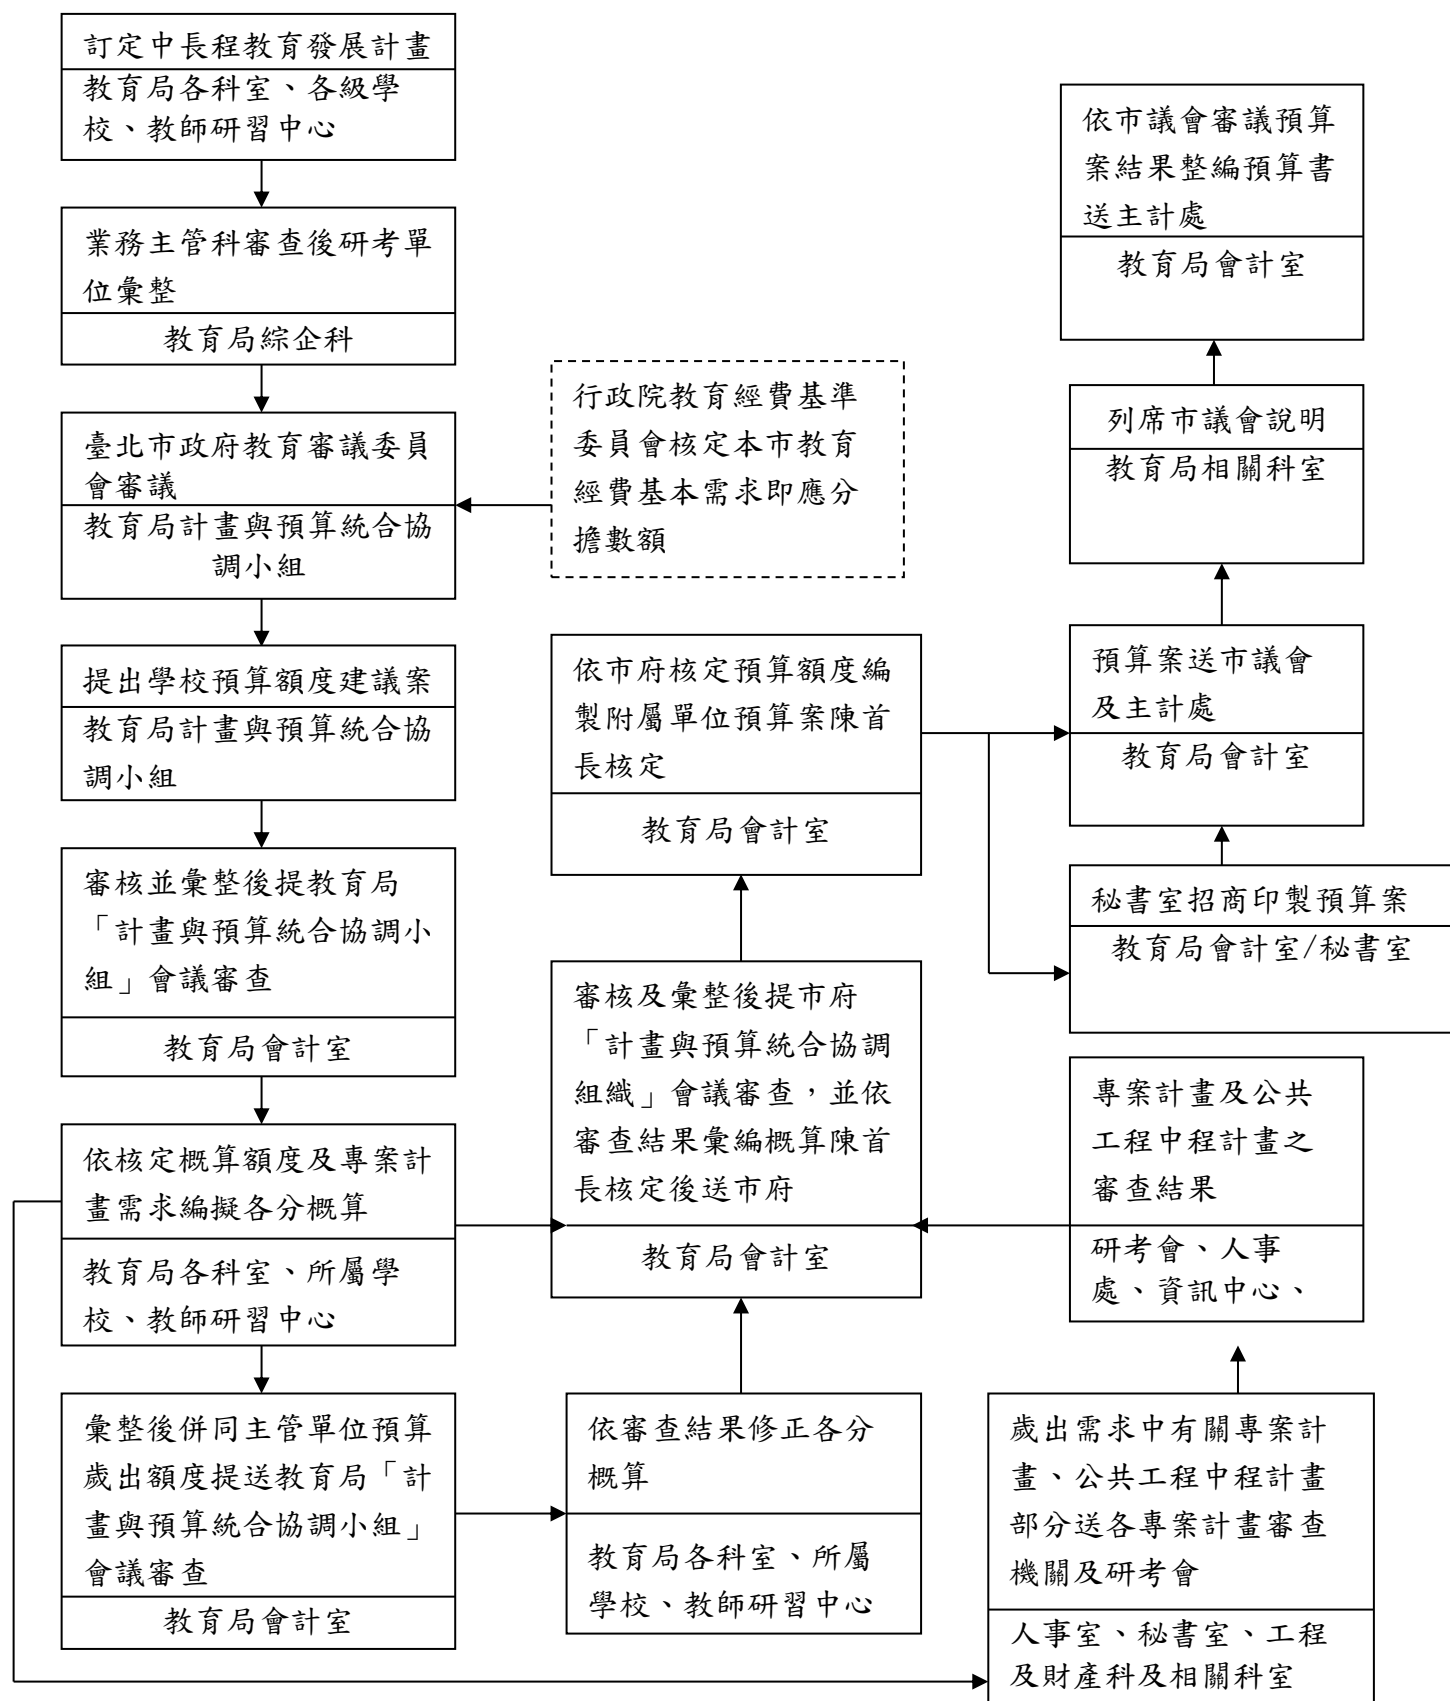 訂定中長程教育發展計畫
教育局各科室、各級學
校、教師研習中心
業務主管科審查後研考單
位彙整
教育局綜企科
臺北市政府教育審議委員
會審議
教育局計畫與預算統合協
調小組
行政院教育經費基準
委員會核定本市教育
經費基本需求即應分
擔數額
提出學校預算額度建議案
教育局計畫與預算統合協
調小組
審核並彙整後提教育局
「計畫與預算統合協調小
組」會議審查
教育局會計室
依核定概算額度及專案計
畫需求編擬各分概算
教育局各科室、所屬學
校、教師研習中心
彙整後併同主管單位預算
歲出額度提送教育局「計
畫與預算統合協調小組」
會議審查
教育局會計室
依審查結果修正各分
概算
教育局各科室、所屬
學校、教師研習中心
審核及彙整後提市府
「計畫與預算統合協調
組織」會議審查，並依
審查結果彙編概算陳首
長核定後送市府
教育局會計室
依市府核定預算額度編
製附屬單位預算案陳首
長核定
教育局會計室
依市議會審議預算
案結果整編預算書
送主計處
教育局會計室
列席市議會說明
教育局相關科室
預算案送市議會
及主計處
教育局會計室
秘書室招商印製預算案
教育局會計室/秘書室
專案計畫及公共
工程中程計畫之
審查結果
研考會、人事
處、資訊中心、
歲出需求中有關專案計
畫、公共工程中程計畫
部分送各專案計畫審查
機關及研考會
人事室、秘書室、工程
及財產科及相關科室